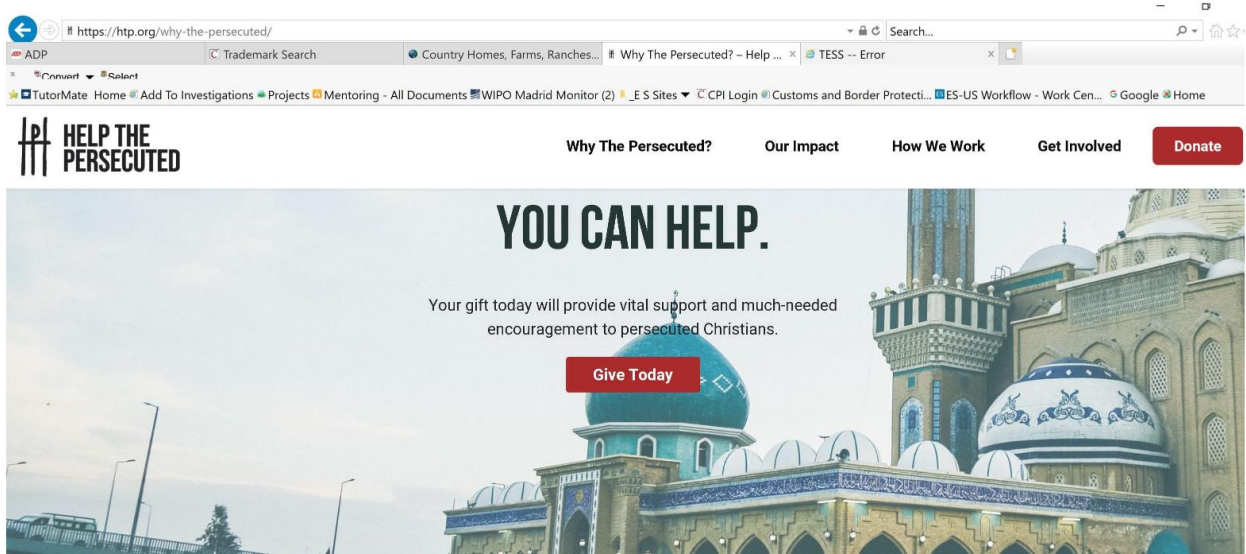 https://htp.org/why-the-persecuted/ Search...
ADP Trademark Search Country Homes, Farms, Ranches... Why The Persecuted? – Help ... TESS -- Error
Convert Select
TutorMate Home Add To Investigations Projects Mentoring - All Documents WIPO Madrid Monitor (2) _E S Sites CPI Login Customs and Border Protecti... ES-US Workflow - Work Cen... Google Home
HELP THE
PERSECUTED
Why The Persecuted? Our Impact How We Work Get Involved Donate
YOU CAN HELP.
Your gift today will provide vital support and much-needed
encouragement to persecuted Christians.
Give Today